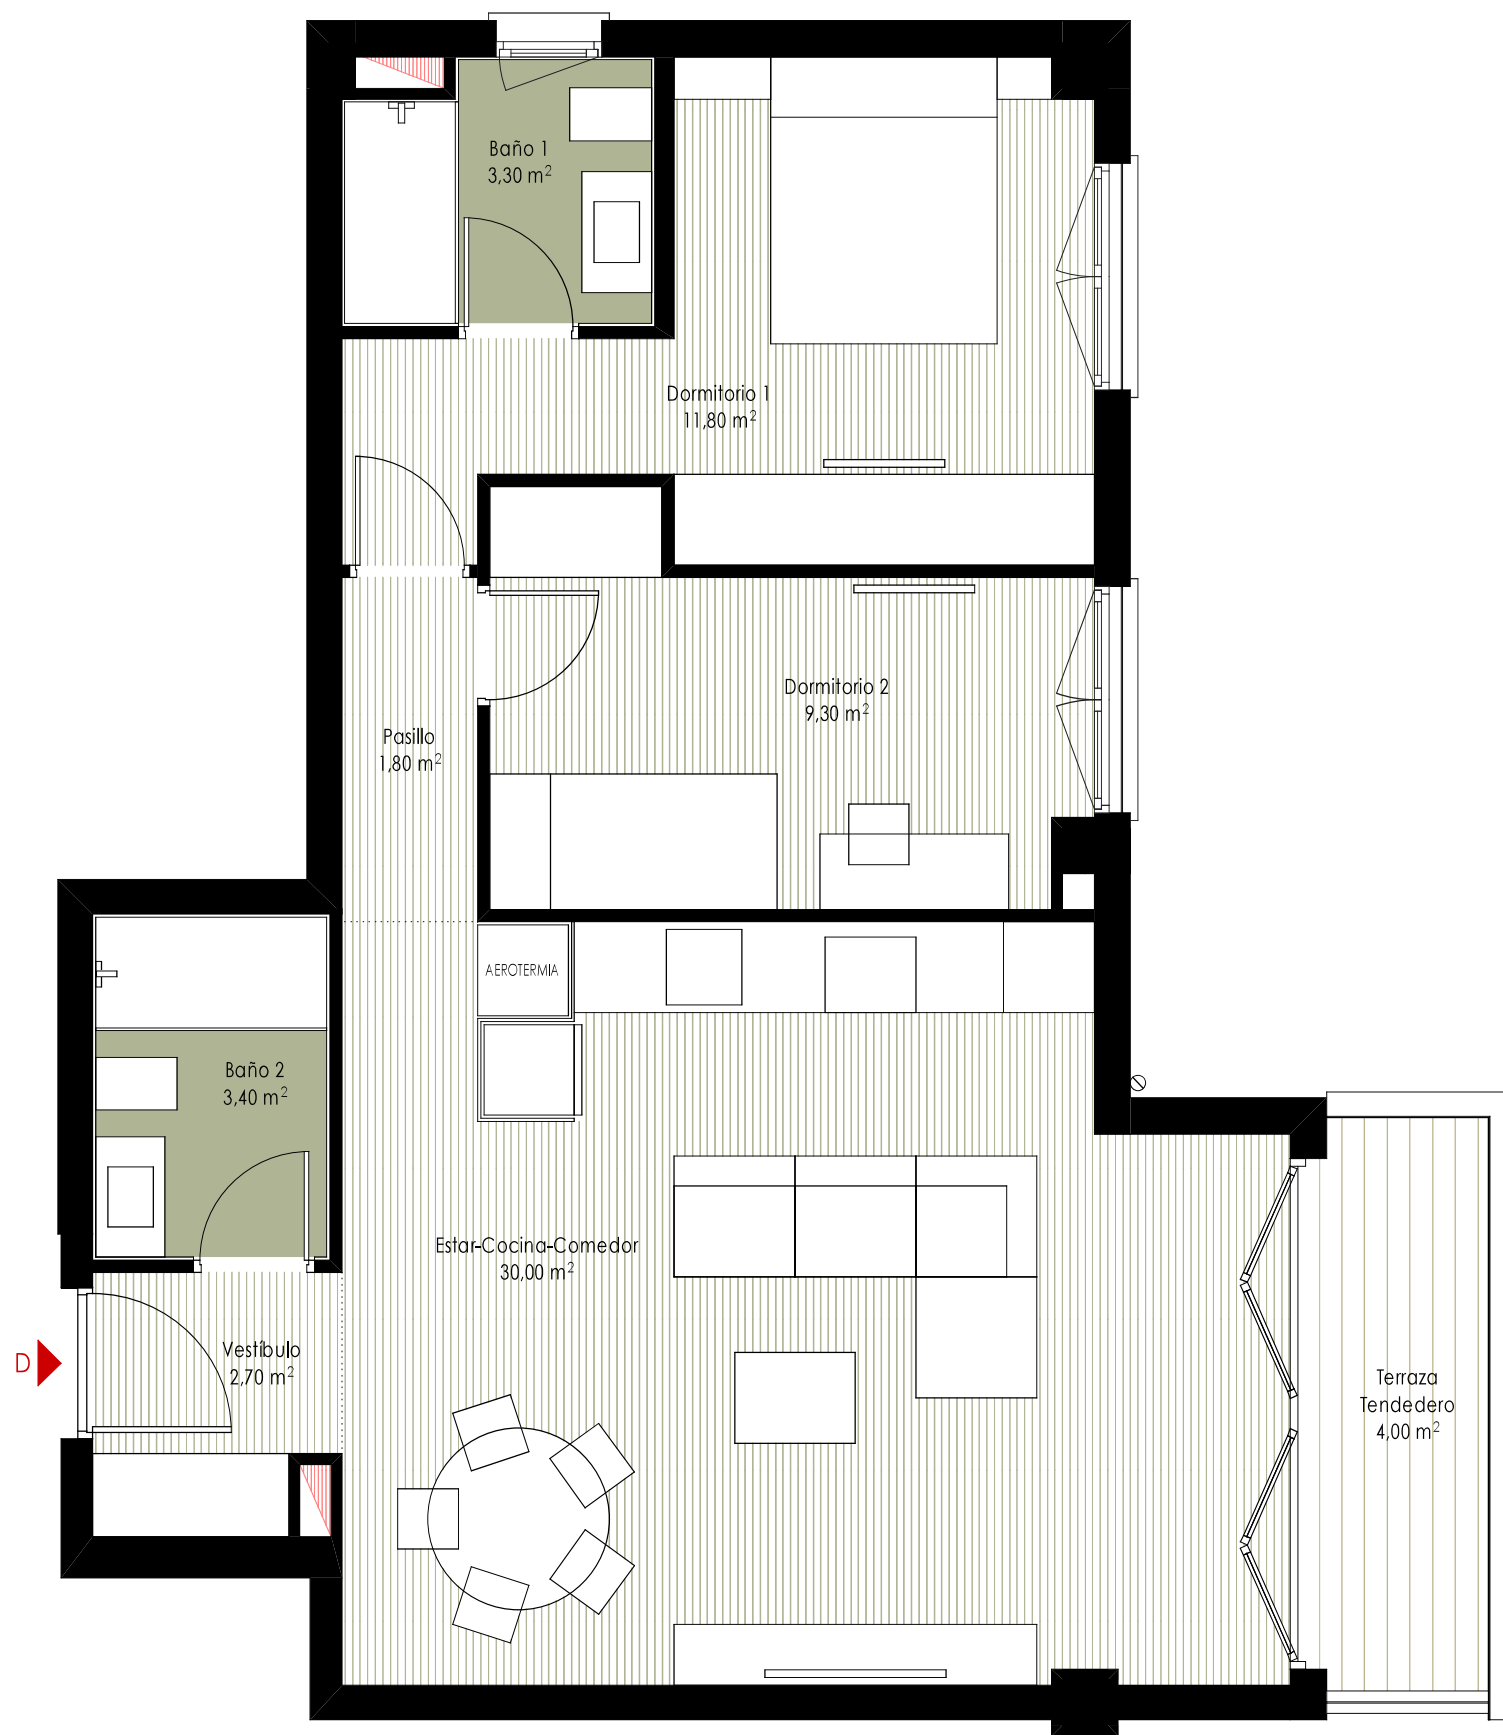 Baño 1
3,30 m²
Dormitorio 1
11,80 m²
Dormitorio 2
9,30 m²
Pasillo
1,80 m²
AEROTERMIA
Baño 2
3,40 m²
Estar-Cocina-Comedor
30,00 m²
Vestíbulo
2,70 m²
D
Terraza
Tendedero
4,00 m²